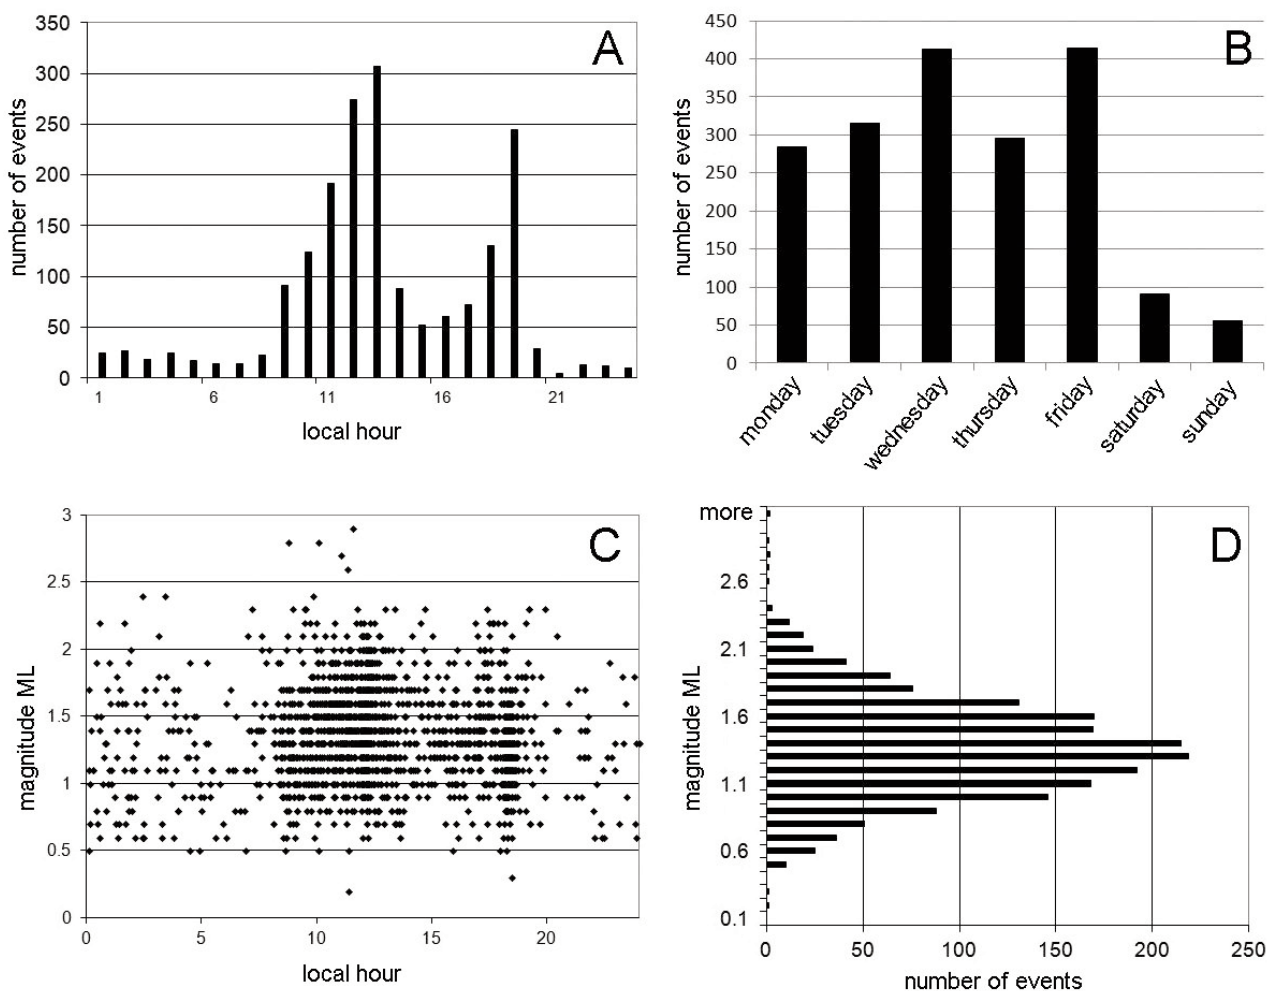 A
350
300
250
200
150
100
50
0
number of events
1 6 11 16 21
local hour
B
450
400
350
300
250
200
150
100
50
0
number of events
monday tuesday wednesday thursday friday saturday sunday
C
3
2.5
2
1.5
1
0.5
0
magnitude ML
0 5 10 15 20
local hour
D
more
2.6
2.1
1.6
1.1
0.6
0.1
magnitude ML
0 50 100 150 200 250
number of events